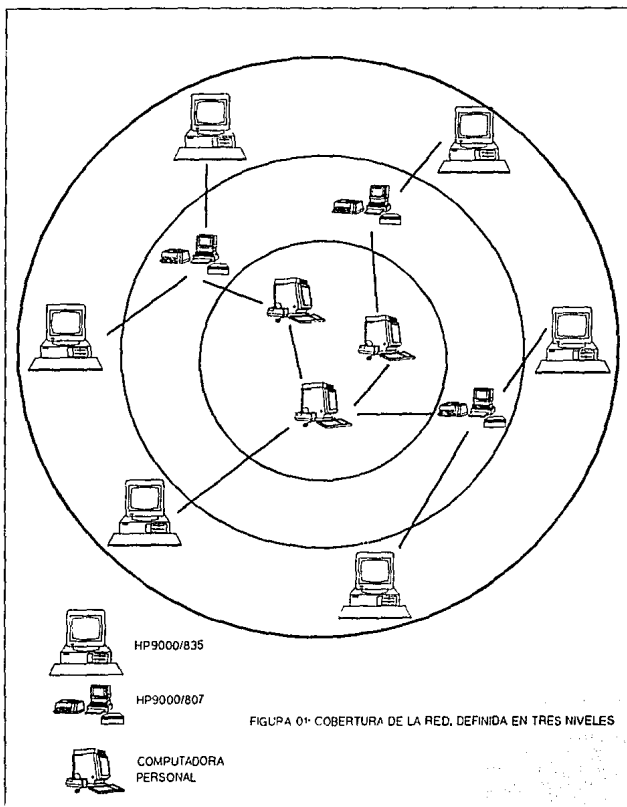 HP9000/835
HP9000/807
FIGURA 01: COBERTURA DE LA RED, DEFINIDA EN TRES NIVELES
COMPUTADORA
PERSONAL